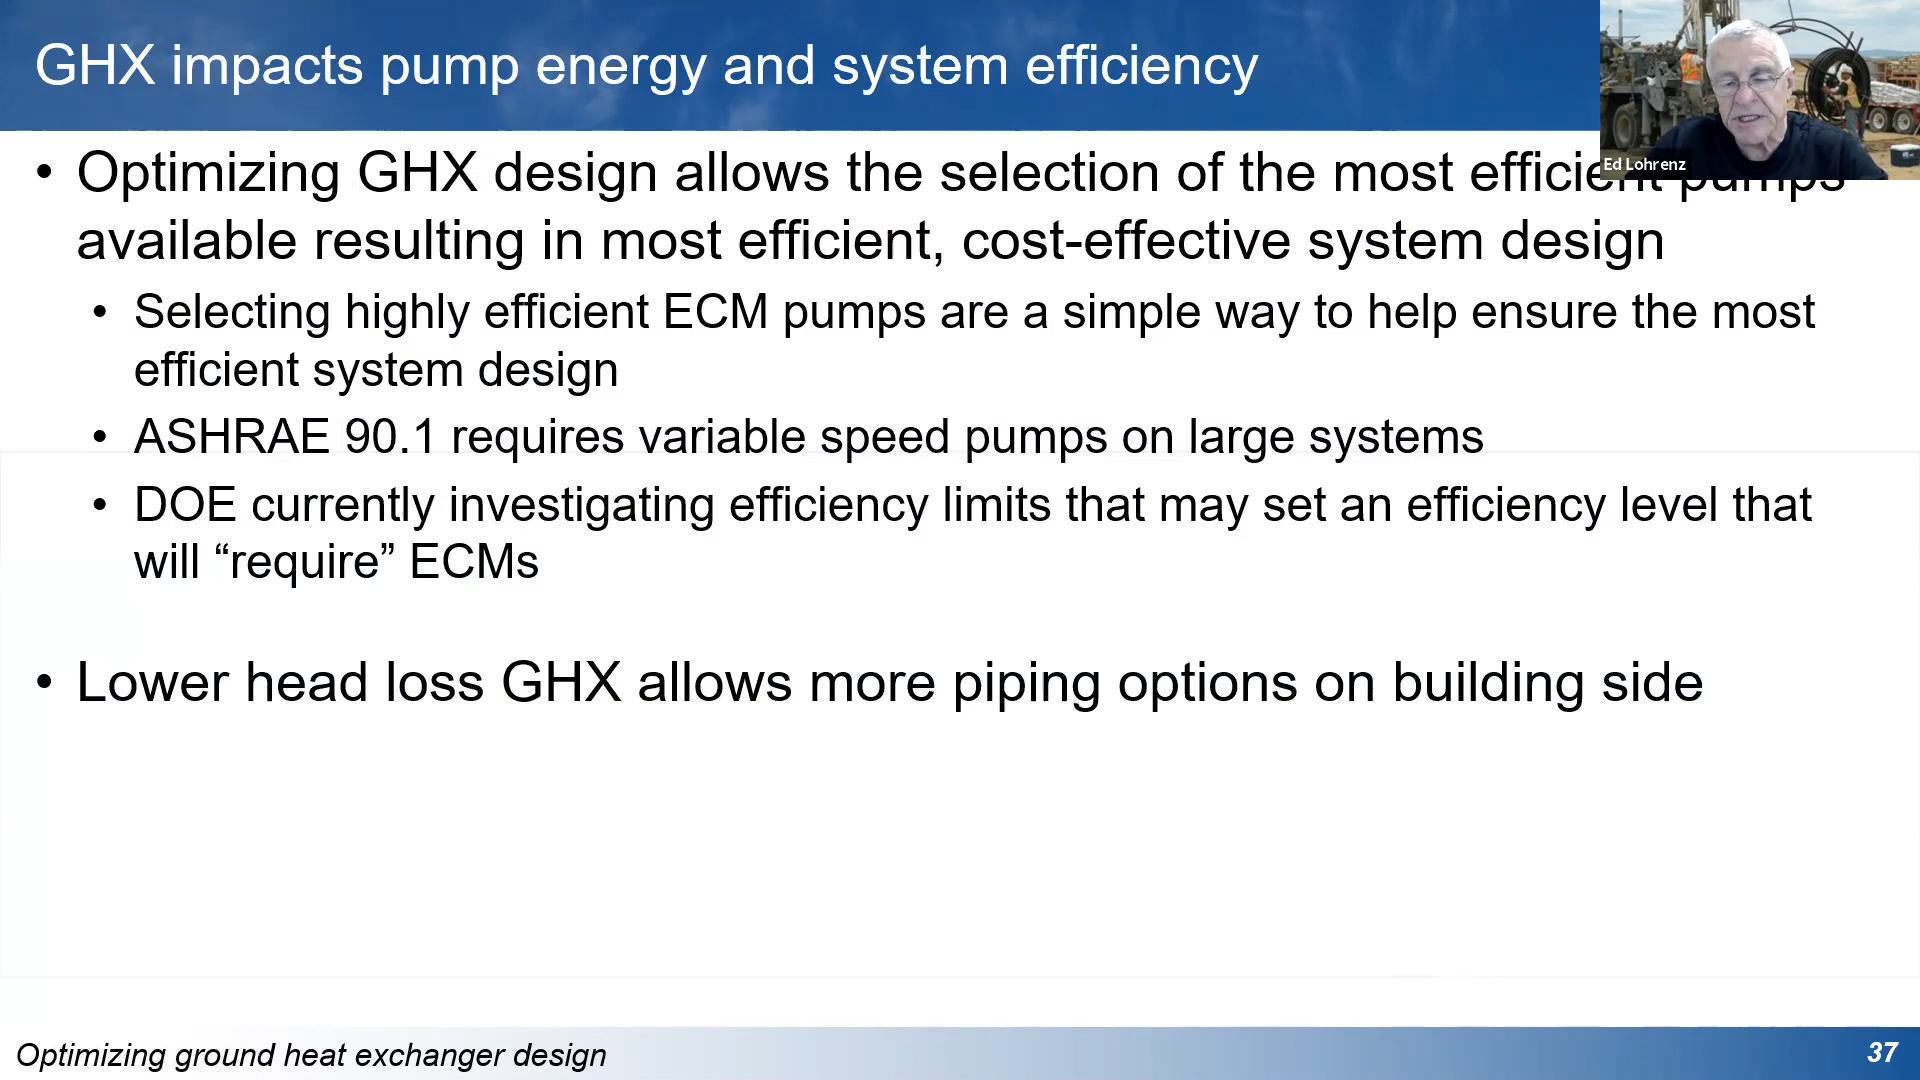 GHX impacts pump energy and system efficiency
Ed Lohrenz
• Optimizing GHX design allows the selection of the most efficient pumps
available resulting in most efficient, cost-effective system design
• Selecting highly efficient ECM pumps are a simple way to help ensure the most
efficient system design
• ASHRAE 90.1 requires variable speed pumps on large systems
• DOE currently investigating efficiency limits that may set an efficiency level that
will “require” ECMs
• Lower head loss GHX allows more piping options on building side
Optimizing ground heat exchanger design
37